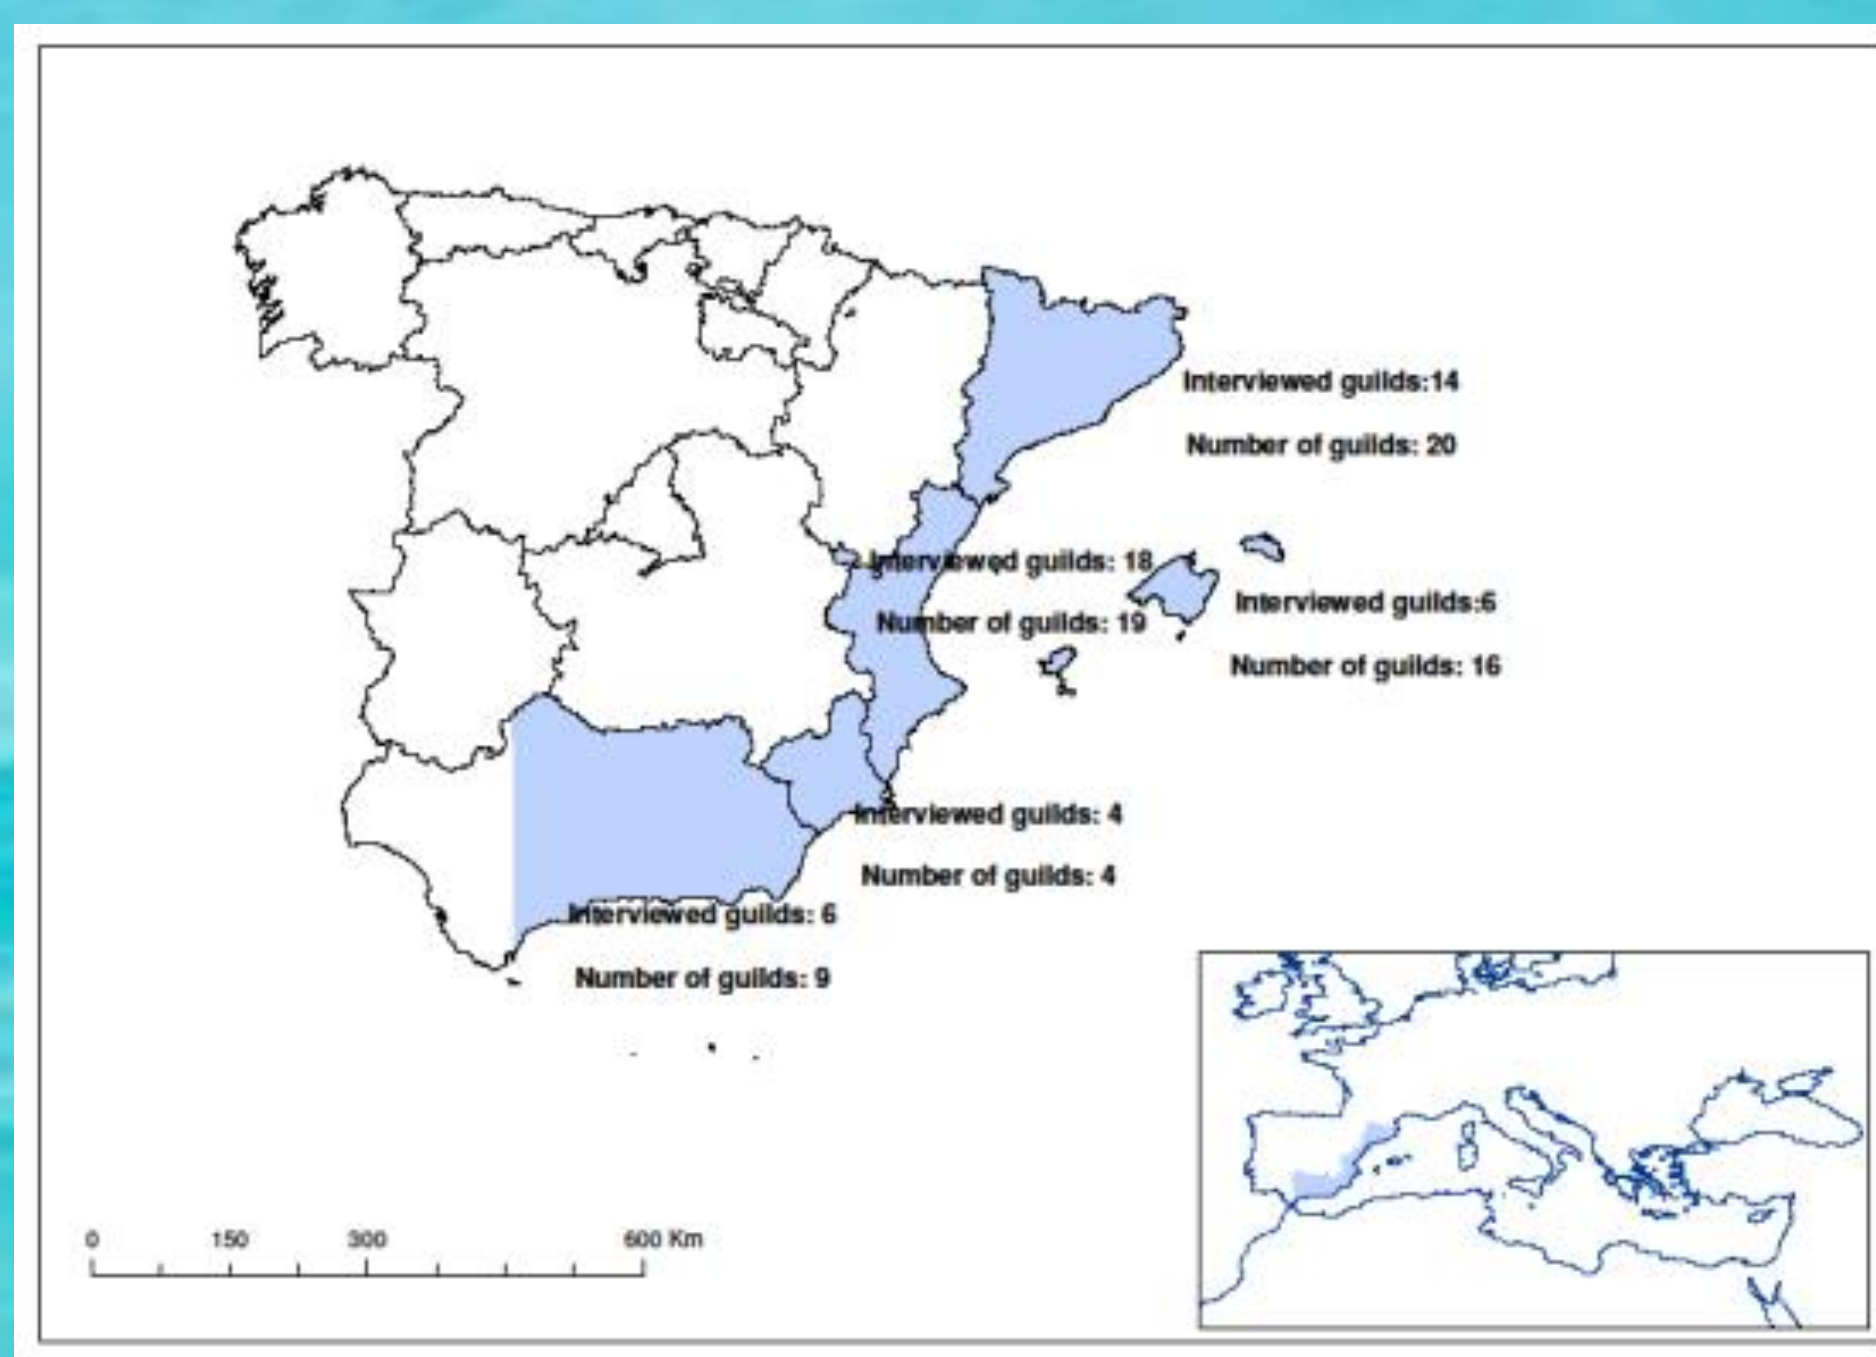 Interviewed guilds:14
Number of guilds: 20
Interviewed guilds: 18
Number of guilds: 19
Interviewed guilds:6
Number of guilds: 16
Interviewed guilds: 4
Number of guilds: 4
Interviewed guilds: 6
Number of guilds: 9
0 150 300 600 Km